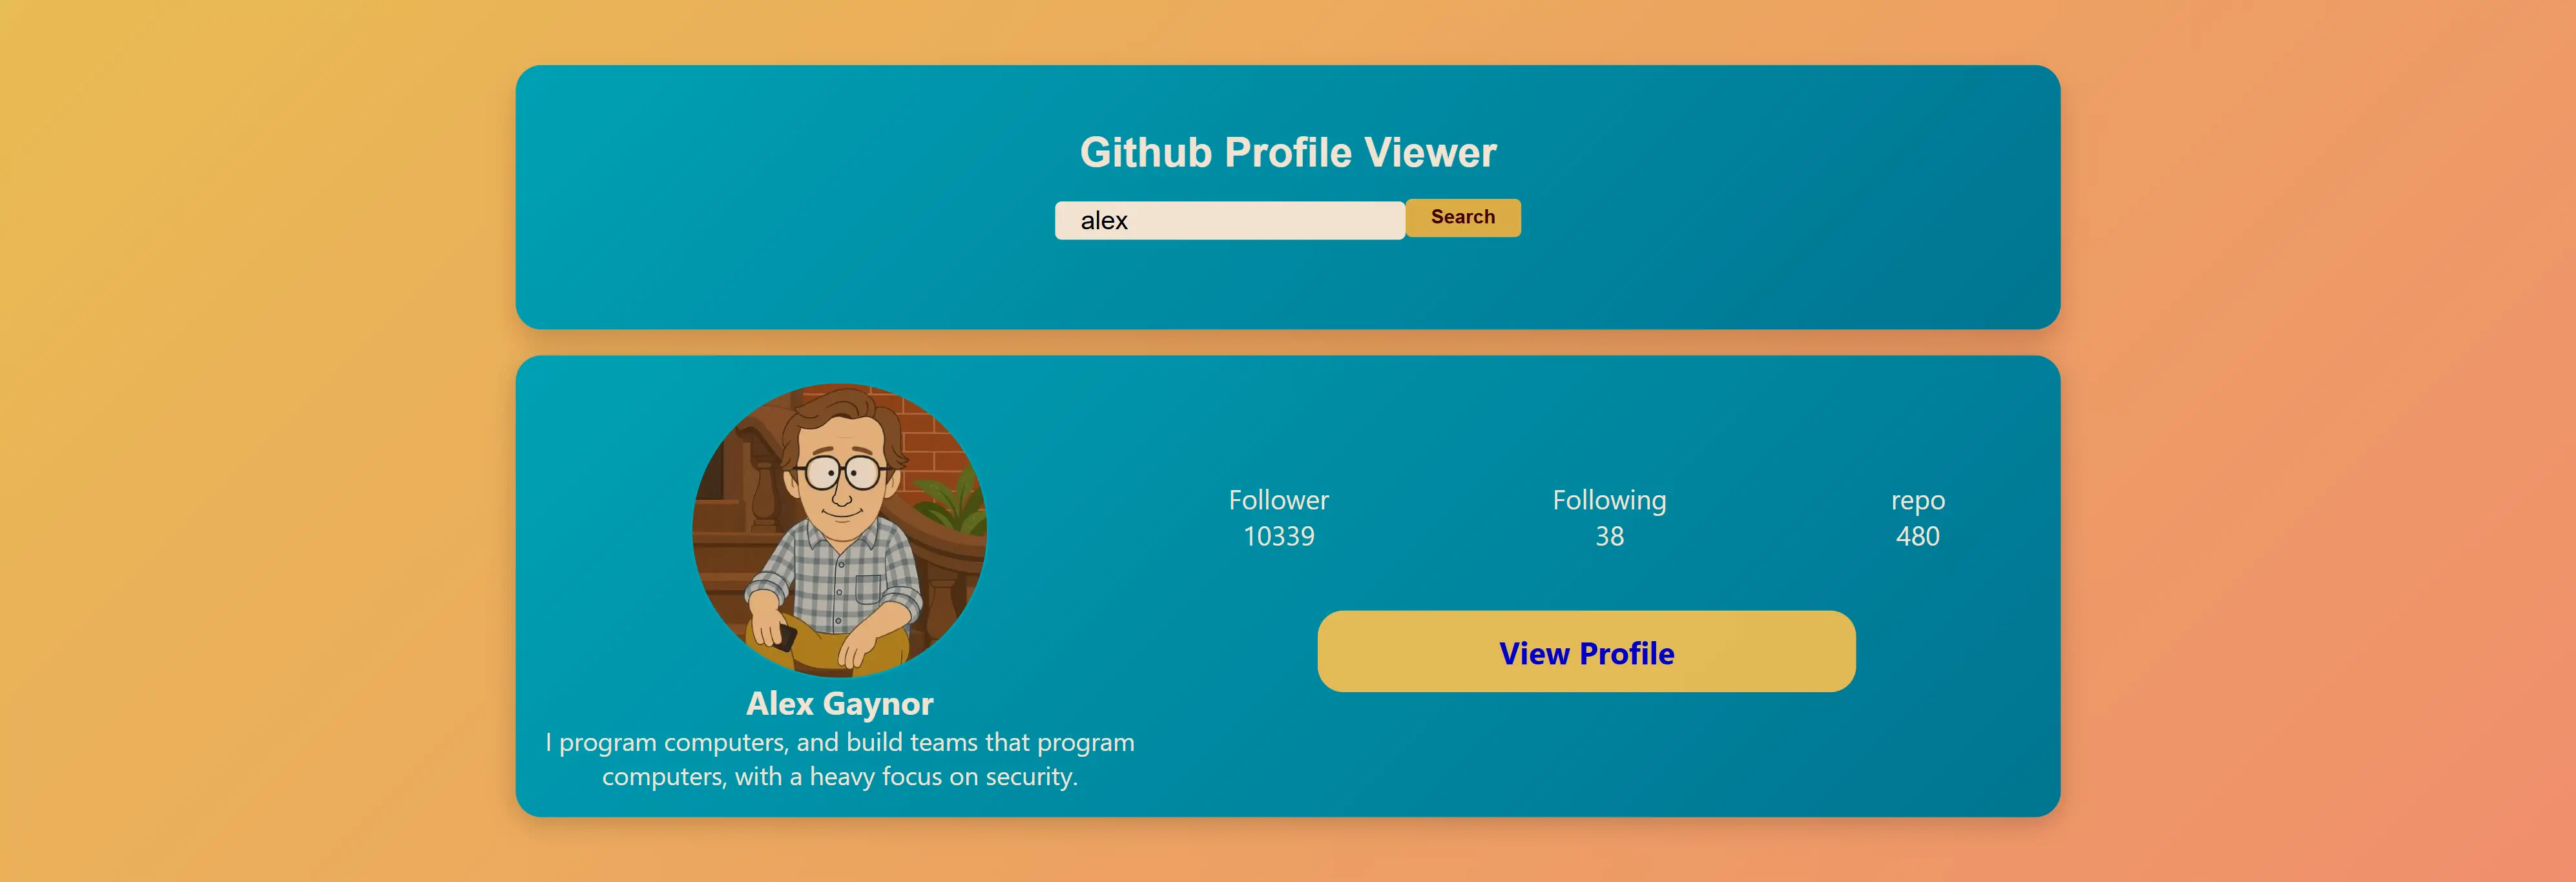 Github Profile Viewer
alex
Search
Alex Gaynor
I program computers, and build teams that program
computers, with a heavy focus on security.
Follower
10339
Following
38
repo
480
View Profile